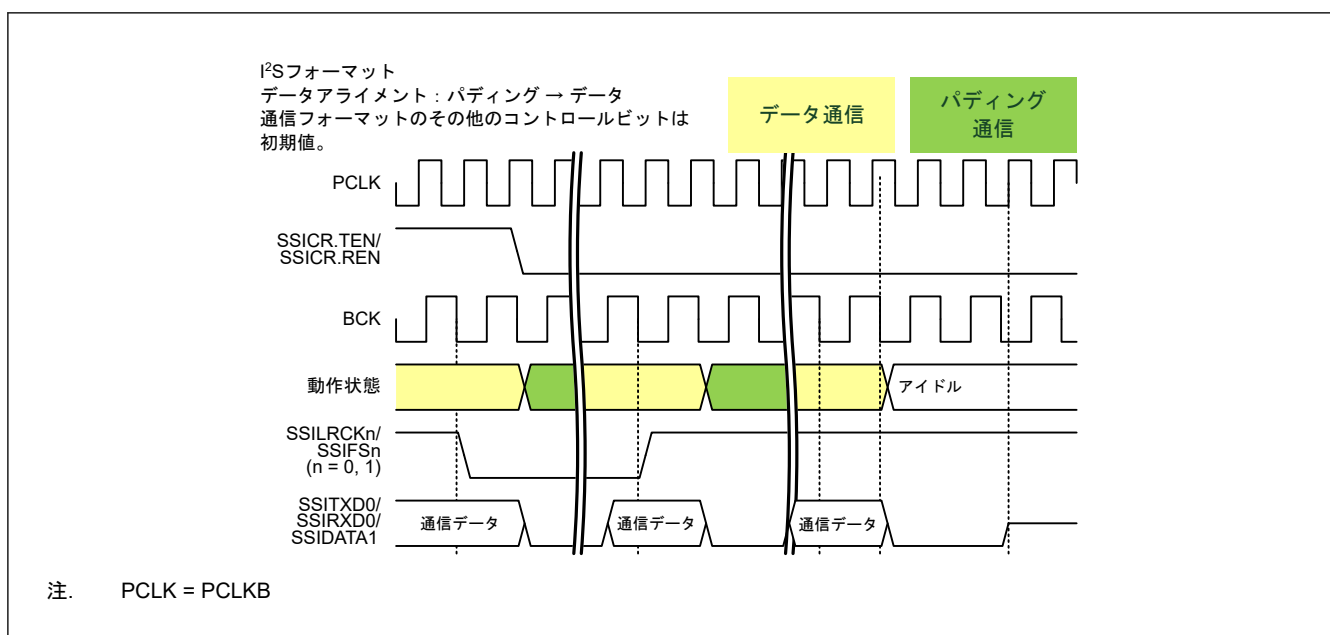 I²Sフォーマット
データアライメント：パディング → データ
通信フォーマットのその他のコントロールビットは
初期値。
データ通信
パディング
通信
PCLK
SSICR.TEN/
SSICR.REN
BCK
動作状態
アイドル
SSILRCKn/
SSIFSn
(n = 0, 1)
SSITXD0/
SSIRXD0/
SSIDATA1
通信データ
通信データ
通信データ
注. PCLK = PCLKB